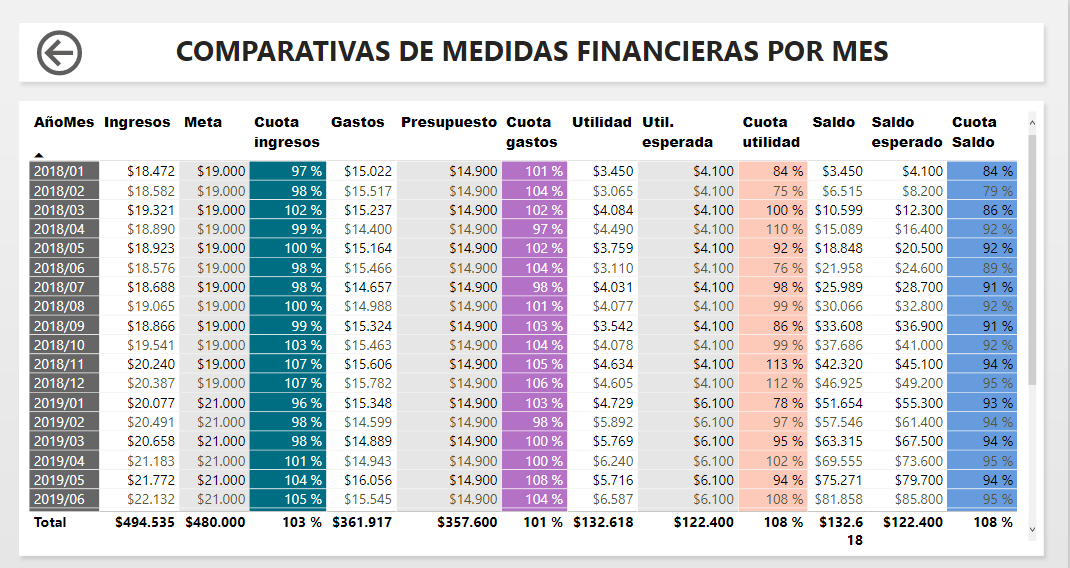 COMPARATIVAS DE MEDIDAS FINANCIERAS POR MES
AñoMes Ingresos Meta Cuota ingresos Gastos Presupuesto Cuota gastos Utilidad Util. esperada Cuota utilidad Saldo Saldo esperado Cuota Saldo
2018/01 $18.472 $19.000 97 % $15.022 $14.900 101 % $3.450 $4.100 84 % $3.450 $4.100 84 %
2018/02 $18.582 $19.000 98 % $15.517 $14.900 104 % $3.065 $4.100 75 % $6.515 $8.200 79 %
2018/03 $19.321 $19.000 102 % $15.237 $14.900 102 % $4.084 $4.100 100 % $10.599 $12.300 86 %
2018/04 $18.890 $19.000 99 % $14.400 $14.900 97 % $4.490 $4.100 110 % $15.089 $16.400 92 %
2018/05 $18.923 $19.000 100 % $15.164 $14.900 102 % $3.759 $4.100 92 % $18.848 $20.500 92 %
2018/06 $18.576 $19.000 98 % $15.466 $14.900 104 % $3.110 $4.100 76 % $21.958 $24.600 89 %
2018/07 $18.688 $19.000 98 % $14.657 $14.900 98 % $4.031 $4.100 98 % $25.989 $28.700 91 %
2018/08 $19.065 $19.000 100 % $14.988 $14.900 101 % $4.077 $4.100 99 % $30.066 $32.800 92 %
2018/09 $18.866 $19.000 99 % $15.324 $14.900 103 % $3.542 $4.100 86 % $33.608 $36.900 91 %
2018/10 $19.541 $19.000 103 % $15.463 $14.900 104 % $4.078 $4.100 99 % $37.686 $41.000 92 %
2018/11 $20.240 $19.000 107 % $15.606 $14.900 105 % $4.634 $4.100 113 % $42.320 $45.100 94 %
2018/12 $20.387 $19.000 107 % $15.782 $14.900 106 % $4.605 $4.100 112 % $46.925 $49.200 95 %
2019/01 $20.077 $21.000 96 % $15.348 $14.900 103 % $4.729 $6.100 78 % $51.654 $55.300 93 %
2019/02 $20.491 $21.000 98 % $14.599 $14.900 98 % $5.892 $6.100 97 % $57.546 $61.400 94 %
2019/03 $20.658 $21.000 98 % $14.889 $14.900 100 % $5.769 $6.100 95 % $63.315 $67.500 94 %
2019/04 $21.183 $21.000 101 % $14.943 $14.900 100 % $6.240 $6.100 102 % $69.555 $73.600 95 %
2019/05 $21.772 $21.000 104 % $16.056 $14.900 108 % $5.716 $6.100 94 % $75.271 $79.700 94 %
2019/06 $22.132 $21.000 105 % $15.545 $14.900 104 % $6.587 $6.100 108 % $81.858 $85.800 95 %
Total $494.535 $480.000 103 % $361.917 $357.600 101 % $132.618 $122.400 108 % $132.618 $122.400 108 %